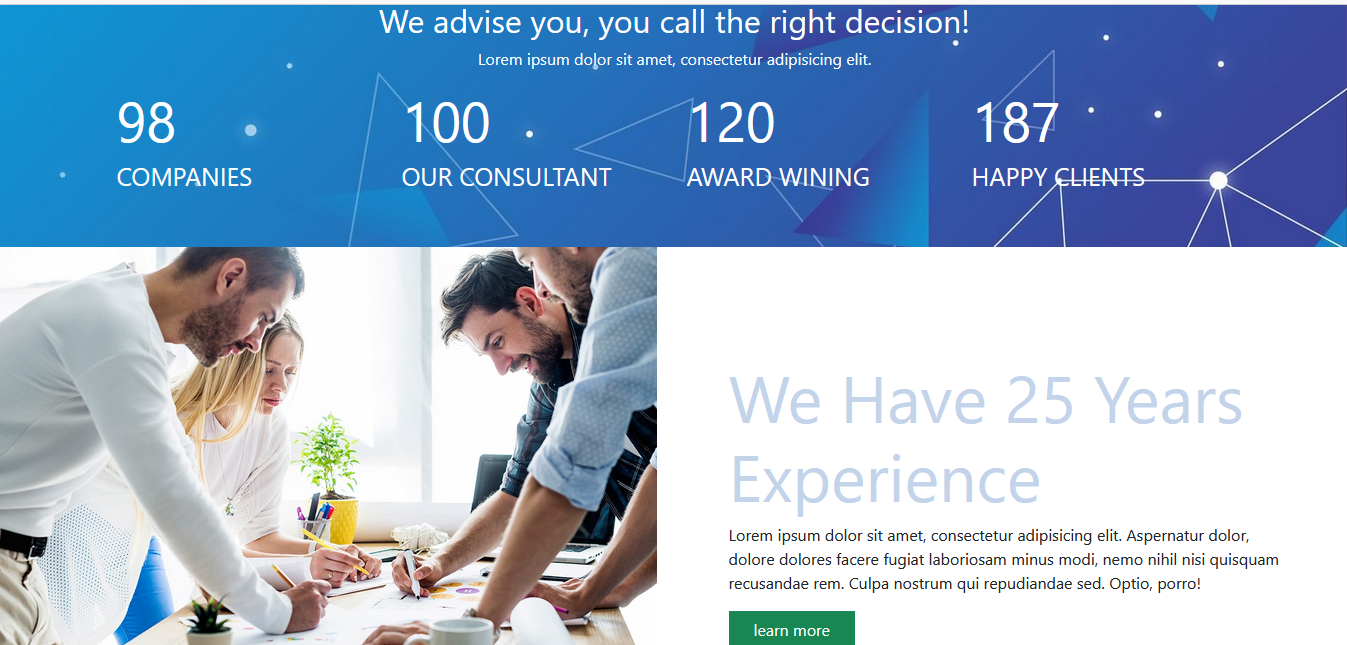 We advise you, you call the right decision!
Lorem ipsum dolor sit amet, consectetur adipisicing elit.
98
100
120
187
COMPANIES
OUR CONSULTANT
AWARD WINING
HAPPY CLIENTS
We Have 25 Years
Experience
Lorem ipsum dolor sit amet, consectetur adipisicing elit. Aspernatur dolor,
dolore dolores facere fugiat laboriosam minus modi, nemo nihil nisi quisquam
recusandae rem. Culpa nostrum qui repudiandae sed. Optio, porro!
learn more